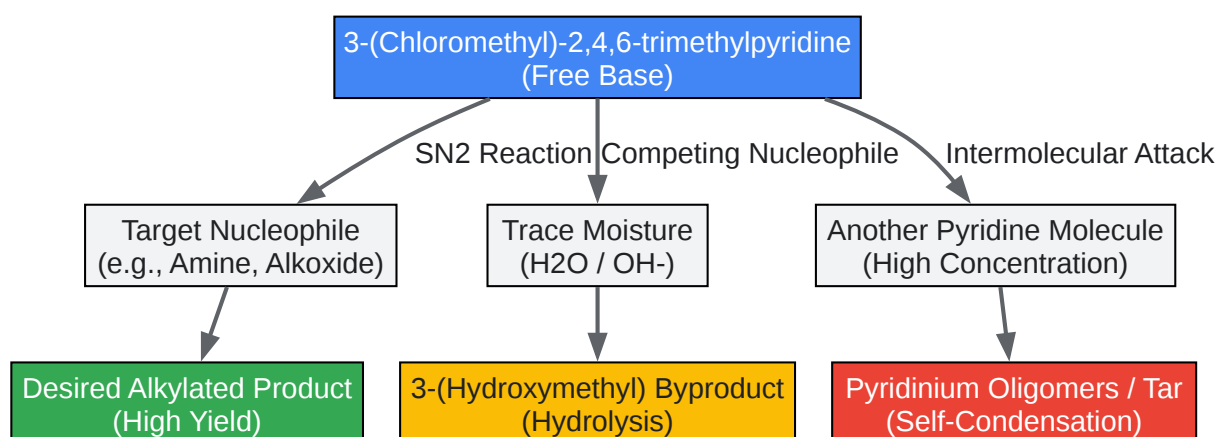 3-(Chloromethyl)-2,4,6-trimethylpyridine
(Free Base)
SN2 Reaction
Competing Nucleophile
Intermolecular Attack
Target Nucleophile
(e.g., Amine, Alkoxide)
Trace Moisture
(H2O / OH-)
Another Pyridine Molecule
(High Concentration)
Desired Alkylated Product
(High Yield)
3-(Hydroxymethyl) Byproduct
(Hydrolysis)
Pyridinium Oligomers / Tar
(Self-Condensation)